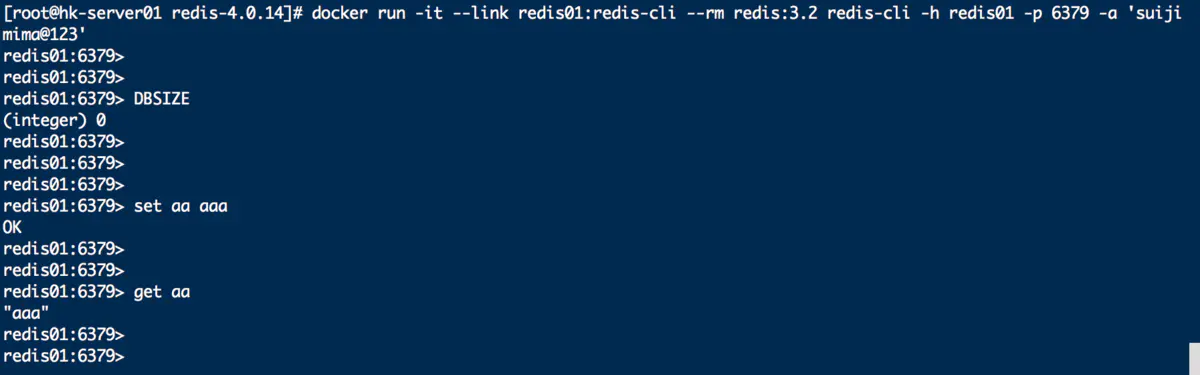 [root@hk-server01 redis-4.0.14]# docker run -it --link redis01:redis-cli --rm redis:3.2 redis-cli -h redis01 -p 6379 -a 'suiji
mima@123'
redis01:6379>
redis01:6379>
redis01:6379> DBSIZE
(integer) 0
redis01:6379>
redis01:6379>
redis01:6379>
redis01:6379> set aa aaa
OK
redis01:6379>
redis01:6379>
redis01:6379> get aa
"aaa"
redis01:6379>
redis01:6379>